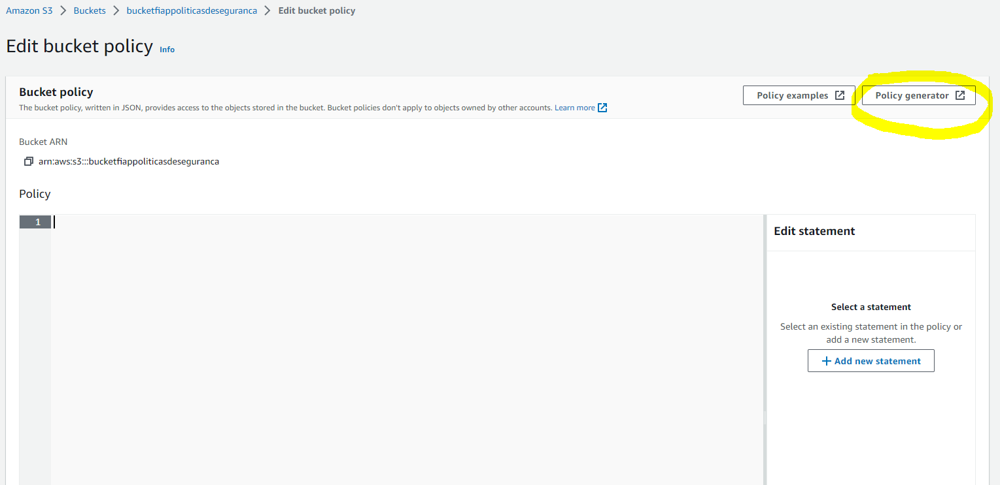 Amazon S3 > Buckets > bucketfiappoliticasdeseguranca > Edit bucket policy
Edit bucket policy Info
Bucket policy
The bucket policy, written in JSON, provides access to the objects stored in the bucket. Bucket policies don't apply to objects owned by other accounts. Learn more
Policy examples
Policy generator
Bucket ARN
arn:aws:s3:::bucketfiappoliticasdeseguranca
Policy
1
Edit statement
Select a statement
Select an existing statement in the policy or
add a new statement.
+ Add new statement